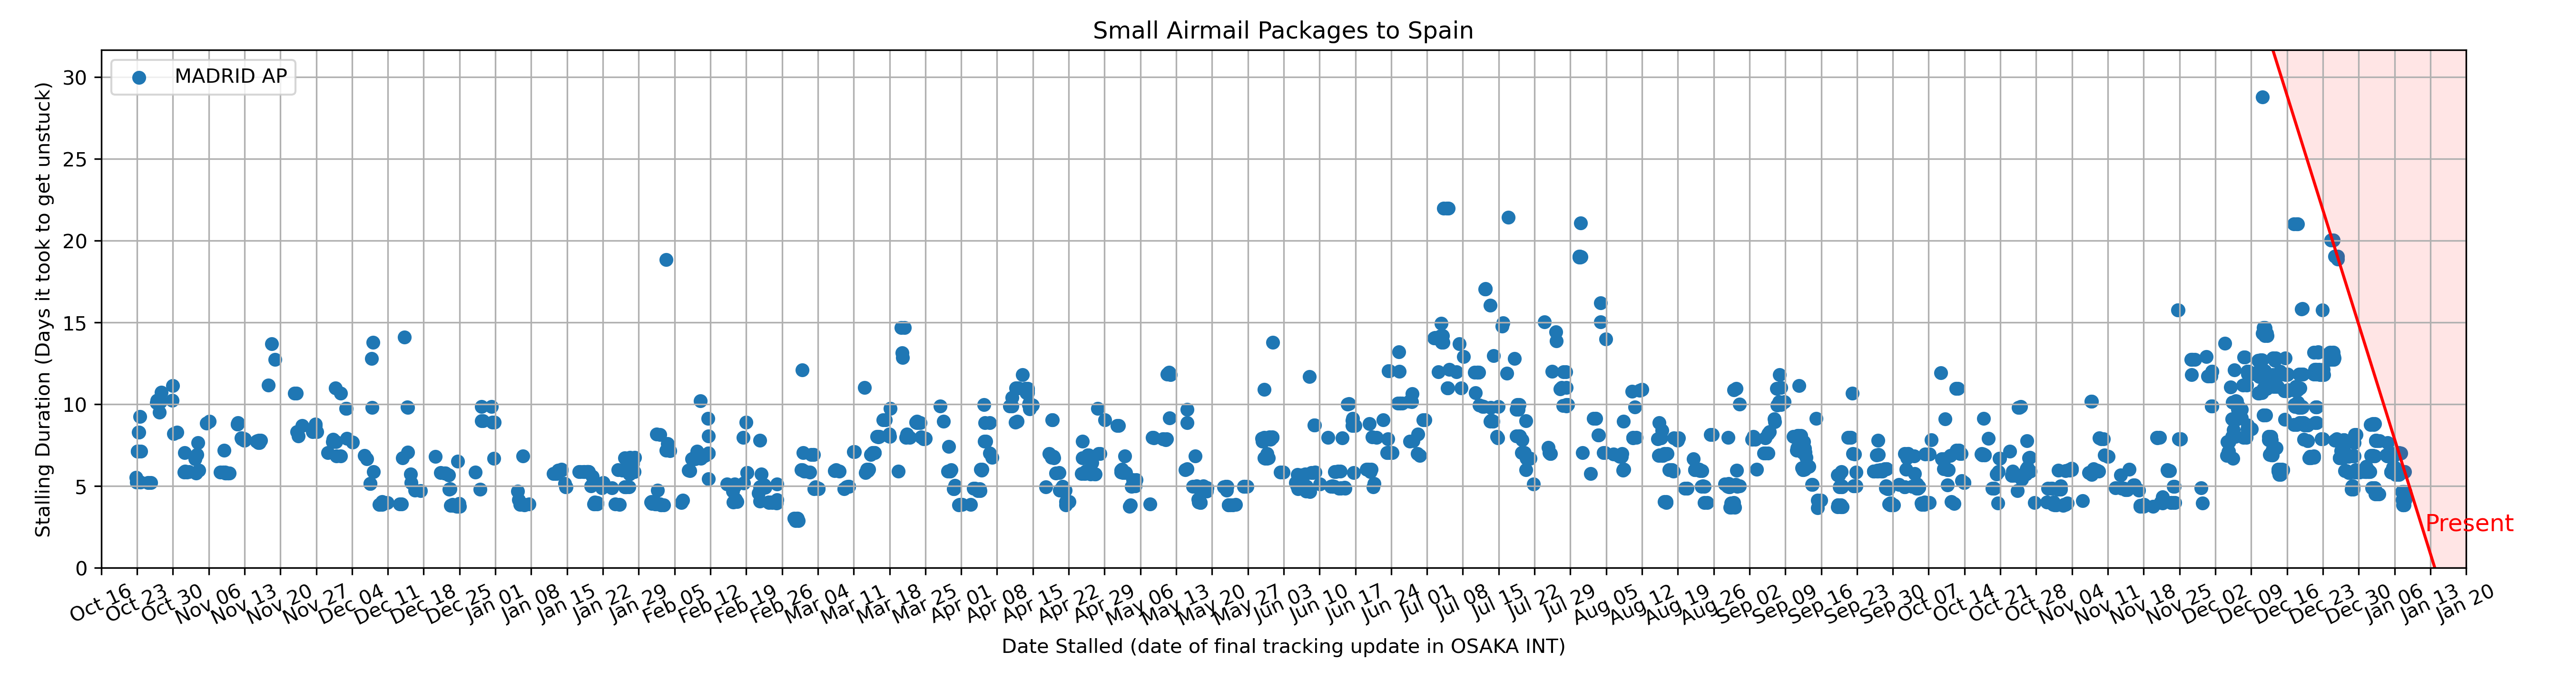 Small Airmail Packages to Spain
MADRID AP
Stalling Duration (Days it took to get unstuck)
30
25
20
15
10
5
0
Present
Oct 16 Oct 23 Oct 30 Nov 06 Nov 13 Nov 20 Nov 27 Dec 04 Dec 11 Dec 18 Dec 25 Jan 01 Jan 08 Jan 15 Jan 22 Jan 29 Feb 05 Feb 12 Feb 19 Feb 26 Mar 04 Mar 11 Mar 18 Mar 25 Apr 01 Apr 08 Apr 15 Apr 22 Apr 29 May 06 May 13 May 20 May 27 Jun 03 Jun 10 Jun 17 Jun 24 Jul 01 Jul 08 Jul 15 Jul 22 Jul 29 Aug 05 Aug 12 Aug 19 Aug 26 Sep 02 Sep 09 Sep 16 Sep 23 Sep 30 Oct 07 Oct 14 Oct 21 Oct 28 Nov 04 Nov 11 Nov 18 Nov 25 Dec 02 Dec 09 Dec 16 Dec 23 Dec 30 Jan 06 Jan 13 Jan 20
Date Stalled (date of final tracking update in OSAKA INT)